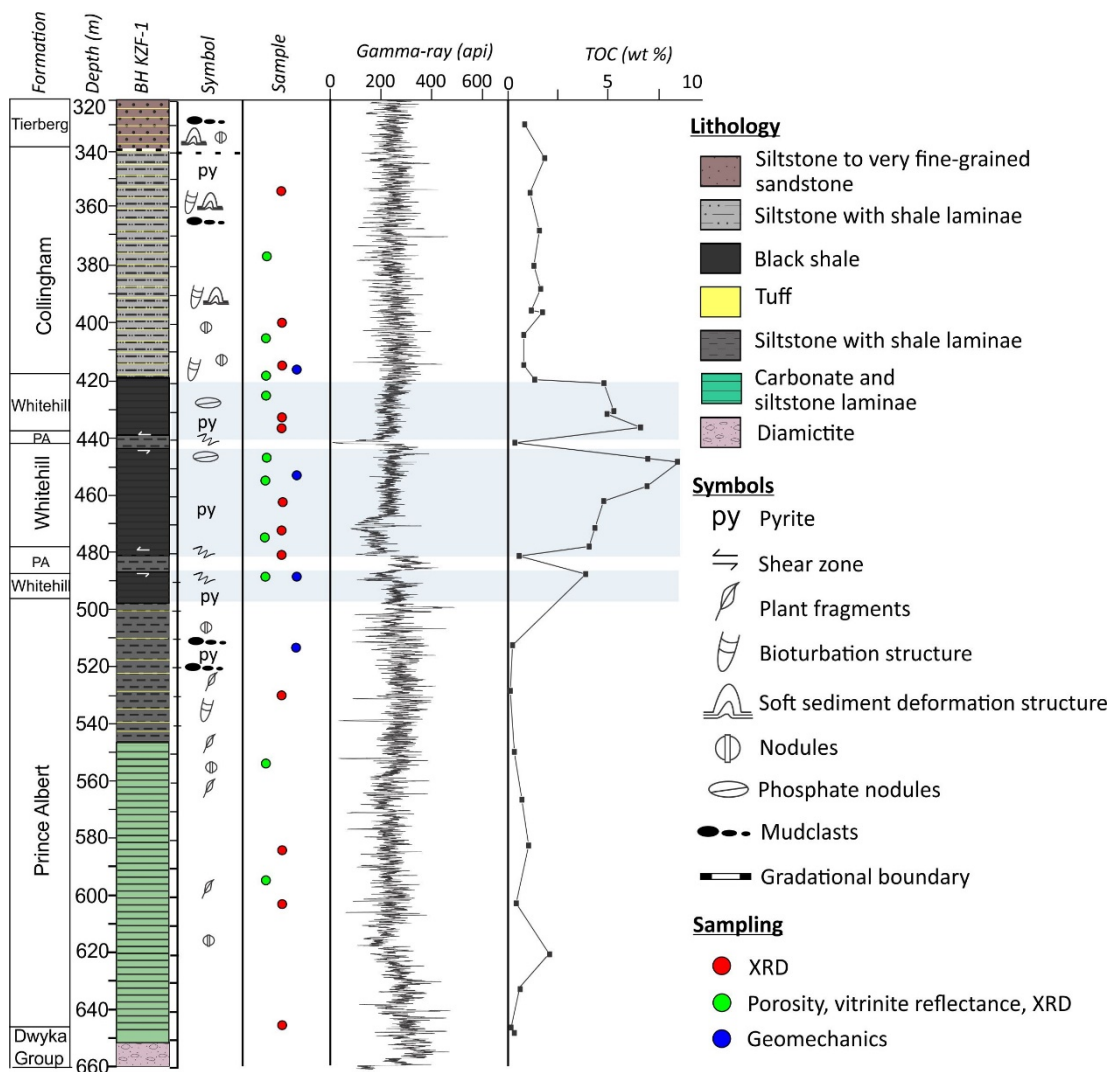 Formation
Depth (m)
BH KZF-1
Symbol
Sample
Gamma-ray (api)
TOC (wt %)
0 200 400 600
0 5 10
320
340
360
380
400
420
440
460
480
500
520
540
560
580
600
620
640
660
Tierberg
Collingham
Whitehill
PA
Whitehill
PA
Whitehill
Prince Albert
Dwyka
Group
py
py
py
py
py
Lithology
Siltstone to very fine-grained
sandstone
Siltstone with shale laminae
Black shale
Tuff
Siltstone with shale laminae
Carbonate and
siltstone laminae
Diamictite
Symbols
py Pyrite
Shear zone
Plant fragments
Bioturbation structure
Soft sediment deformation structure
Nodules
Phosphate nodules
Mudclasts
Gradational boundary
Sampling
XRD
Porosity, vitrinite reflectance, XRD
Geomechanics